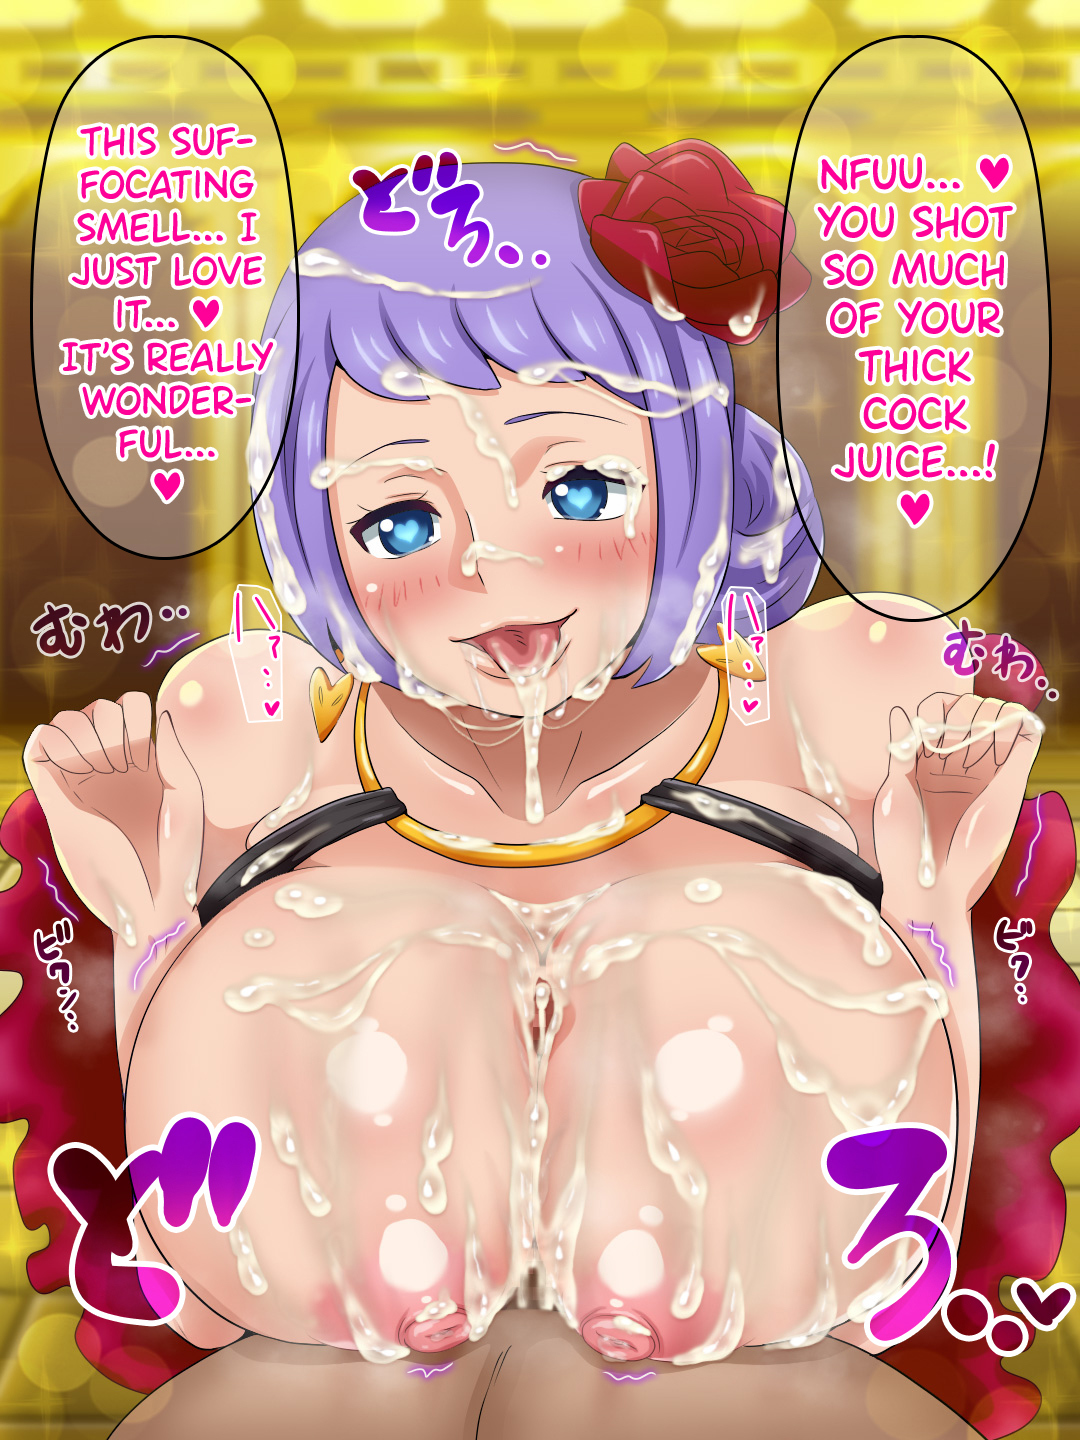 NFUU... ♥
YOU SHOT
SO MUCH
OF YOUR
THICK
COCK
JUICE...!
♥
THIS SUF-
FOCATING
SMELL... I
JUST LOVE
IT... ♥
IT'S REALLY
WONDER-
FUL...
♥
どろ..
むわ..
むわ..
ビクッ..
ビク..
ど
ろ..